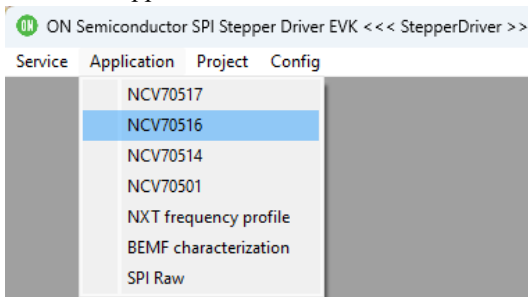 ON ON Semiconductor SPI Stepper Driver EVK <<< StepperDriver >>
Service Application Project Config
NCV70517
NCV70516
NCV70514
NCV70501
NXT frequency profile
BEMF characterization
SPI Raw